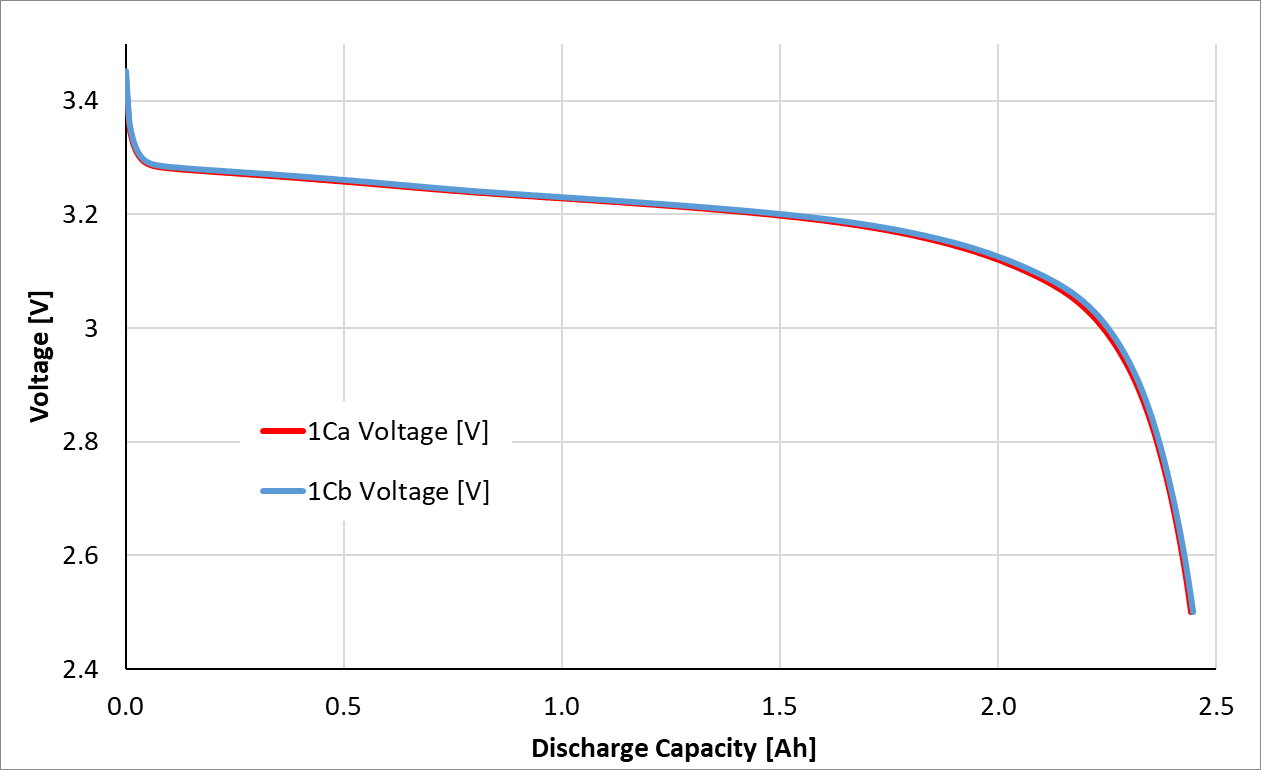 3.4
3.2
3
2.8
2.6
2.4
Voltage [V]
1Ca Voltage [V]
1Cb Voltage [V]
0.0 0.5 1.0 1.5 2.0 2.5
Discharge Capacity [Ah]